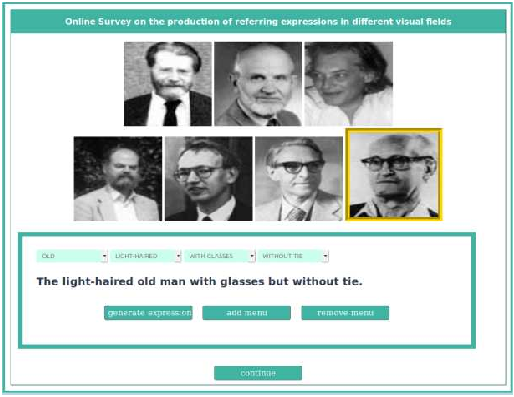 Online Survey on the production of referring expressions in different visual fields
OLD LIGHT-HAIRED WITH GLASSES WITHOUT TIE
The light-haired old man with glasses but without tie.
generate expression add menu remove menu
continue